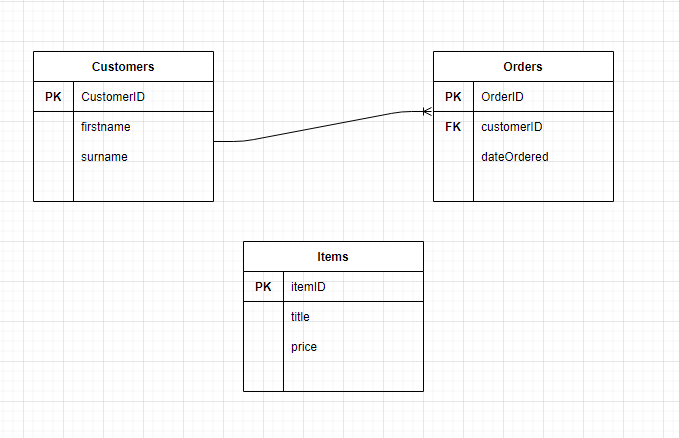 Customers
PK CustomerID
firstname
surname
Orders
PK OrderID
FK customerID
dateOrdered
Items
PK itemID
title
price